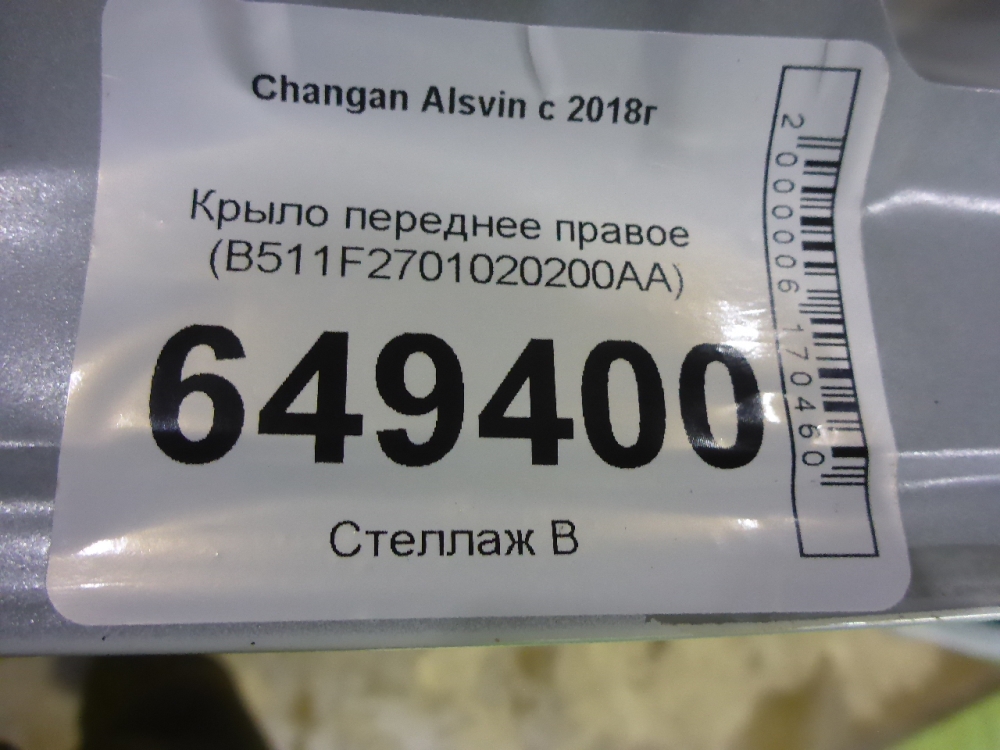 Changan Alsvin с 2018г
Крыло переднее правое
(B511F2701020200AA)
649400
Стеллаж В
2000006170460